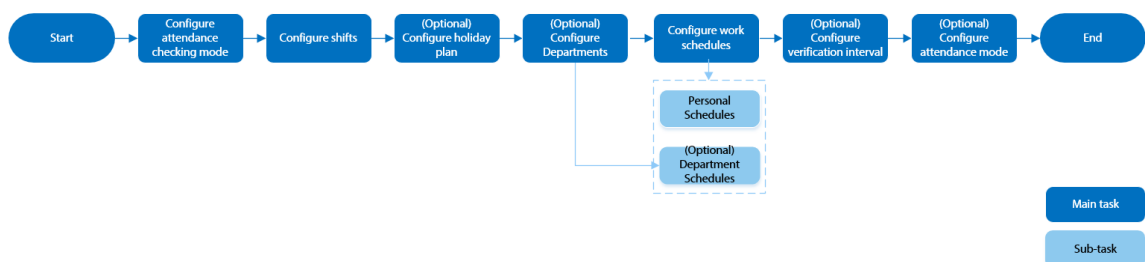 Start
Configure
attendance
checking mode
Configure shifts
(Optional)
Configure holiday
plan
(Optional)
Configure
Departments
Configure work
schedules
(Optional)
Configure
verification interval
(Optional)
Configure
attendance mode
End
Personal
Schedules
(Optional)
Department
Schedules
Main task
Sub-task